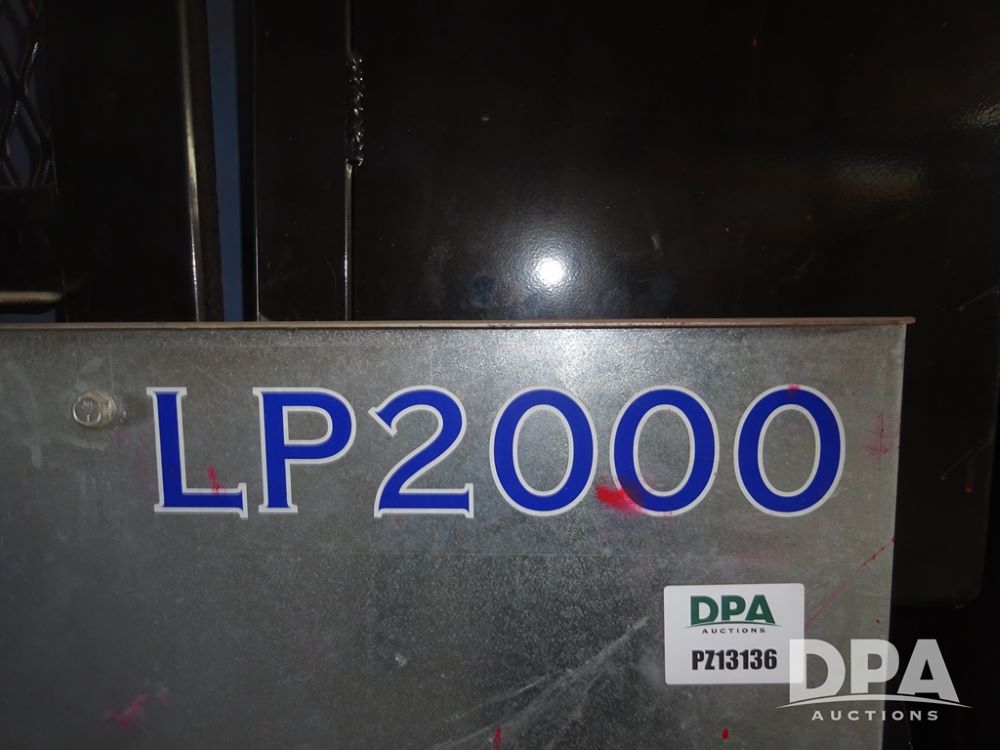 LP2000
DPA
AUCTIONS
PZ13136
DPA
AUCTIONS